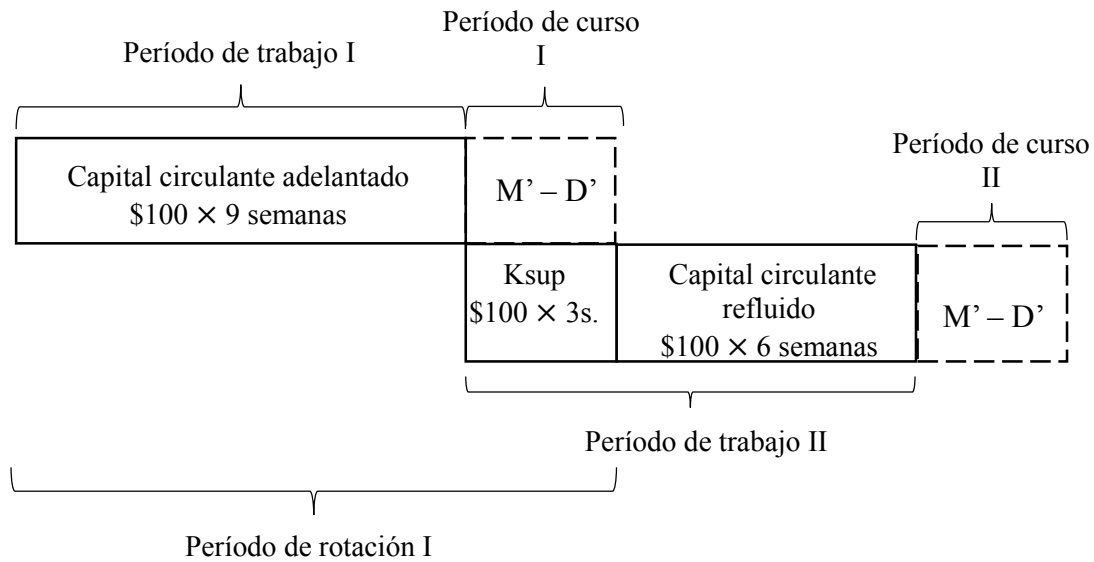 Período de curso
I
Período de trabajo I
Período de curso
II
Capital circulante adelantado
$100 × 9 semanas
M’ – D’
Ksup
$100 × 3s.
Capital circulante
refluido
$100 × 6 semanas
M’ – D’
Período de trabajo II
Período de rotación I